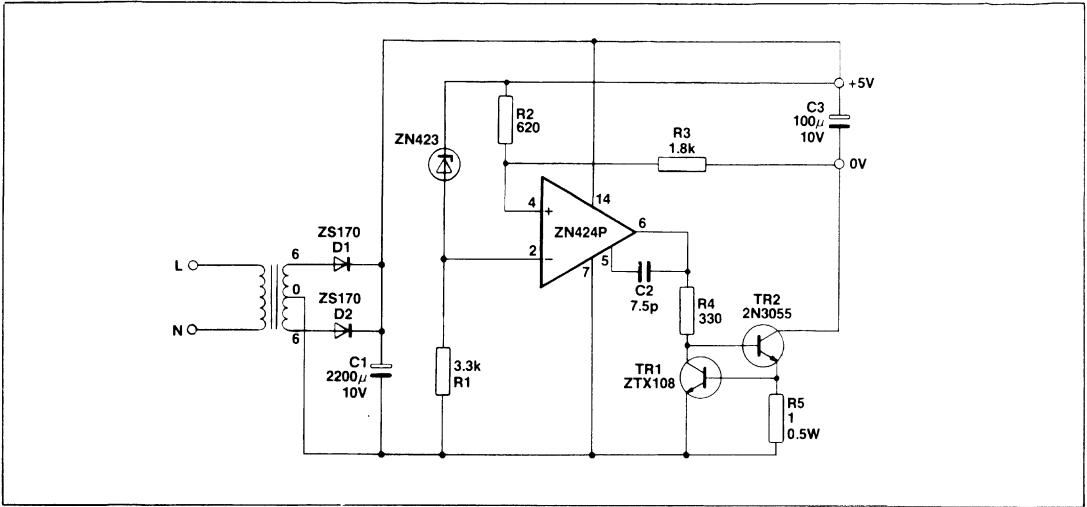 +5V
C3
100μ
10V
R2
620
R3
1.8k
0V
ZN423
4
+
14
ZN424P
6
2
−
5
7
C2
7.5p
ZS170
D1
6
L
0
ZS170
D2
N
6
R4
330
TR2
2N3055
C1
2200μ
10V
3.3k
R1
TR1
ZTX108
R5
1
0.5W